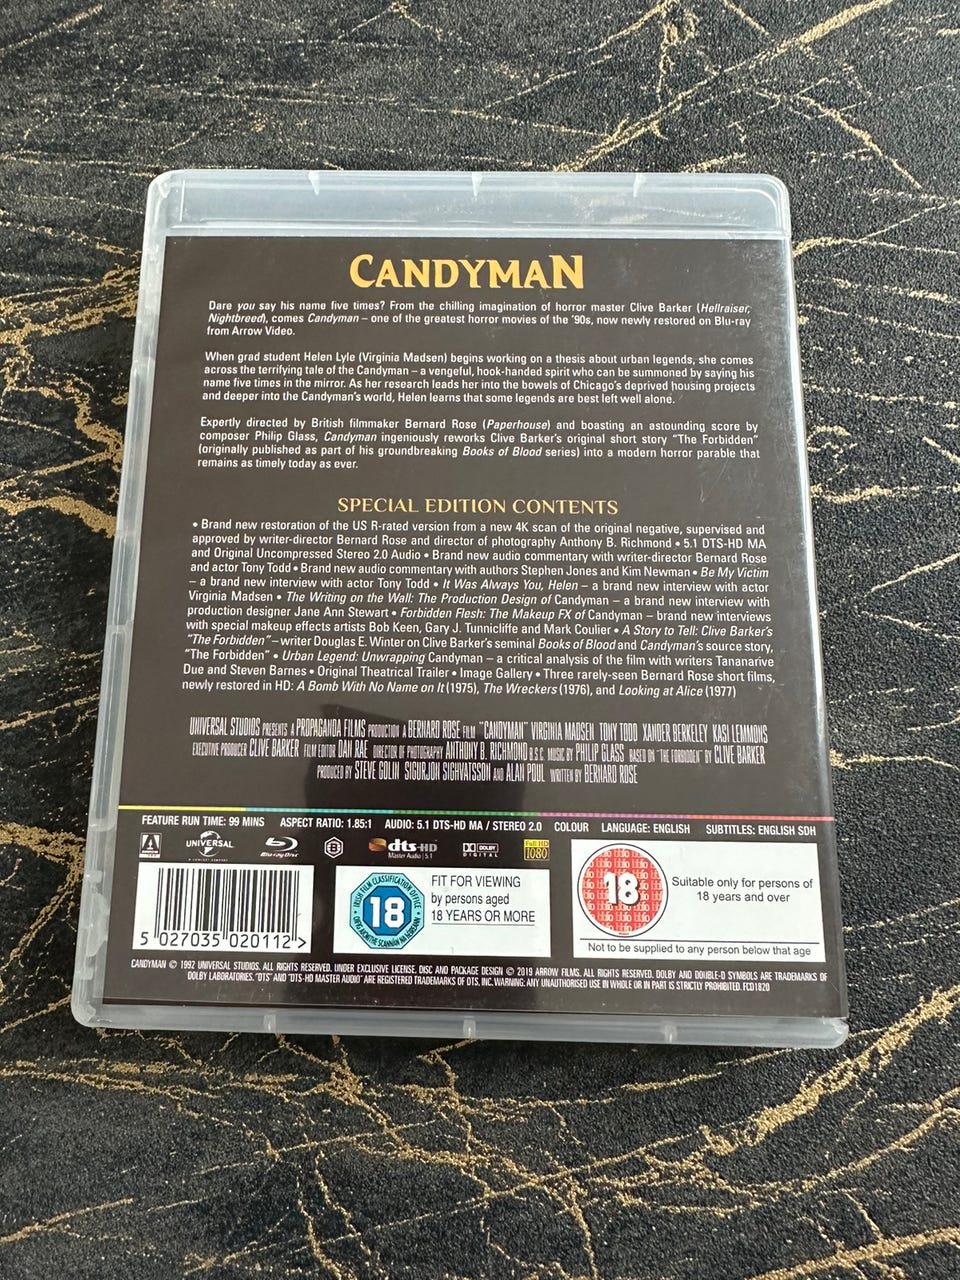 CANDYMAN
Dare you say his name five times? From the chilling imagination of horror master Clive Barker (Hellraiser,
Nightbreed), comes Candyman – one of the greatest horror movies of the '90s, now newly restored on Blu-ray
from Arrow Video.
When grad student Helen Lyle (Virginia Madsen) begins working on a thesis about urban legends, she comes
across the terrifying tale of the Candyman – a vengeful, hook-handed spirit who can be summoned by saying his
name five times in the mirror. As her research leads her into the bowels of Chicago's deprived housing projects
and deeper into the Candyman's world, Helen learns that some legends are best left well alone.
Expertly directed by British filmmaker Bernard Rose (Paperhouse) and boasting an astounding score by
composer Philip Glass, Candyman ingeniously reworks Clive Barker's original short story "The Forbidden"
(originally published as part of his groundbreaking Books of Blood series) into a modern horror parable that
remains as timely today as ever.
SPECIAL EDITION CONTENTS
• Brand new restoration of the US R-rated version from a new 4K scan of the original negative, supervised and
approved by writer-director Bernard Rose and director of photography Anthony B. Richmond • 5.1 DTS-HD MA
and Original Uncompressed Stereo 2.0 Audio • Brand new audio commentary with writer-director Bernard Rose
and actor Tony Todd • Brand new audio commentary with authors Stephen Jones and Kim Newman • Be My Victim
– a brand new interview with actor Tony Todd • It Was Always You, Helen – a brand new interview with actor
Virginia Madsen • The Writing on the Wall: The Production Design of Candyman – a brand new interview with
production designer Jane Ann Stewart • Forbidden Flesh: The Makeup FX of Candyman – brand new interviews
with special makeup effects artists Bob Keen, Gary J. Tunnicliffe and Mark Coulier • A Story to Tell: Clive Barker's
"The Forbidden" – writer Douglas E. Winter on Clive Barker's seminal Books of Blood and Candyman's source story,
"The Forbidden" • Urban Legend: Unwrapping Candyman – a critical analysis of the film with writers Tananarive
Due and Steven Barnes • Original Theatrical Trailer • Image Gallery • Three rarely-seen Bernard Rose short films,
newly restored in HD: A Bomb With No Name on It (1975), The Wreckers (1976), and Looking at Alice (1977)
UNIVERSAL STUDIOS PRESENTS A PROPAGANDA FILMS PRODUCTION A BERNARD ROSE FILM "CANDYMAN" VIRGINIA MADSEN TONY TODD XANDER BERKELEY KASI LEMMONS
EXECUTIVE PRODUCER CLIVE BARKER FILM EDITOR DAN RAE DIRECTOR OF PHOTOGRAPHY ANTHONY B. RICHMOND B.S.C. MUSIC BY PHILIP GLASS BASED ON "THE FORBIDDEN" BY CLIVE BARKER
PRODUCED BY STEVE GOLIN SIGURJON SIGHVATSSON AND ALAN POUL WRITTEN BY BERNARD ROSE
FEATURE RUN TIME: 99 MINS ASPECT RATIO: 1.85:1 AUDIO: 5.1 DTS-HD MA / STEREO 2.0 COLOUR LANGUAGE: ENGLISH SUBTITLES: ENGLISH SDH
UNIVERSAL
Blu-ray Disc
B
dts-HD
Master Audio | 5.1
DOLBY
DIGITAL
Full HD
1080
5 027035 020112 >
IRISH FILM CLASSIFICATION OFFICE
18
FIT FOR VIEWING
by persons aged
18 YEARS OR MORE
18
Suitable only for persons of
18 years and over
Not to be supplied to any person below that age
CANDYMAN © 1992 UNIVERSAL STUDIOS. ALL RIGHTS RESERVED. UNDER EXCLUSIVE LICENSE. DISC AND PACKAGE DESIGN © 2019 ARROW FILMS. ALL RIGHTS RESERVED. DOLBY AND DOUBLE-D SYMBOLS ARE TRADEMARKS OF
DOLBY LABORATORIES. "DTS" AND "DTS-HD MASTER AUDIO" ARE REGISTERED TRADEMARKS OF DTS, INC. WARNING: ANY UNAUTHORISED USE IN WHOLE OR IN PART IS STRICTLY PROHIBITED. FCD1820